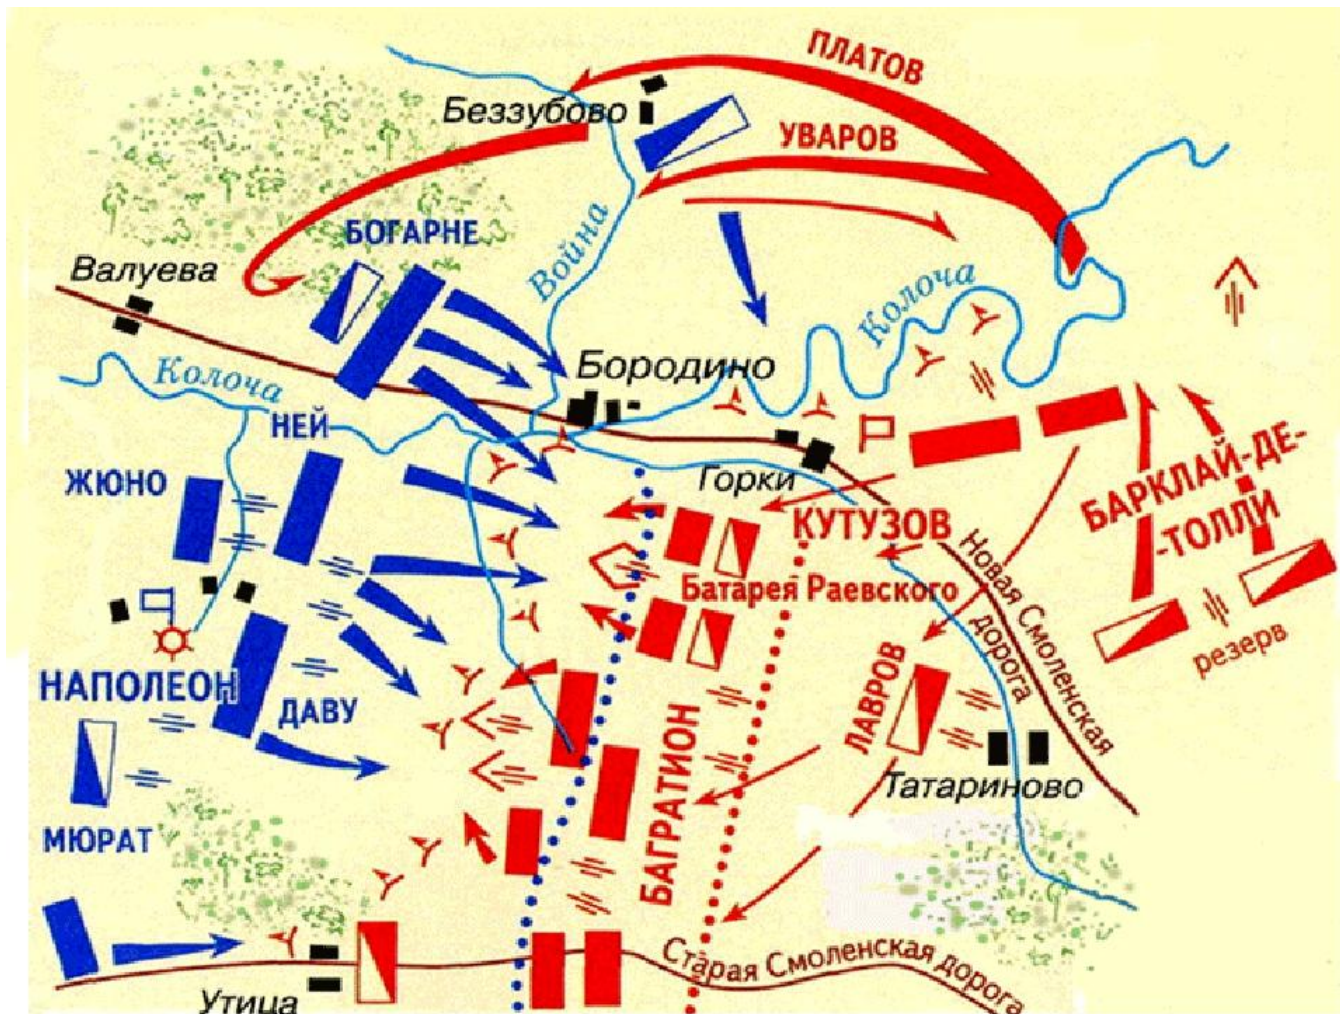 ПЛАТОВ
Беззубово
УВАРОВ
БОГАРНЕ
Война
Валуева
Колоча
Колоча
Бородино
НЕЙ
ЖЮНО
Горки
БАРКЛАЙ-ДЕ-
-ТОЛЛИ
КУТУЗОВ
Батарея Раевского
Новая Смоленская
дорога
резерв
НАПОЛЕОН
ДАВУ
ЛАВРОВ
БАГРАТИОН
Татариново
МЮРАТ
Старая Смоленская дорога
Утица